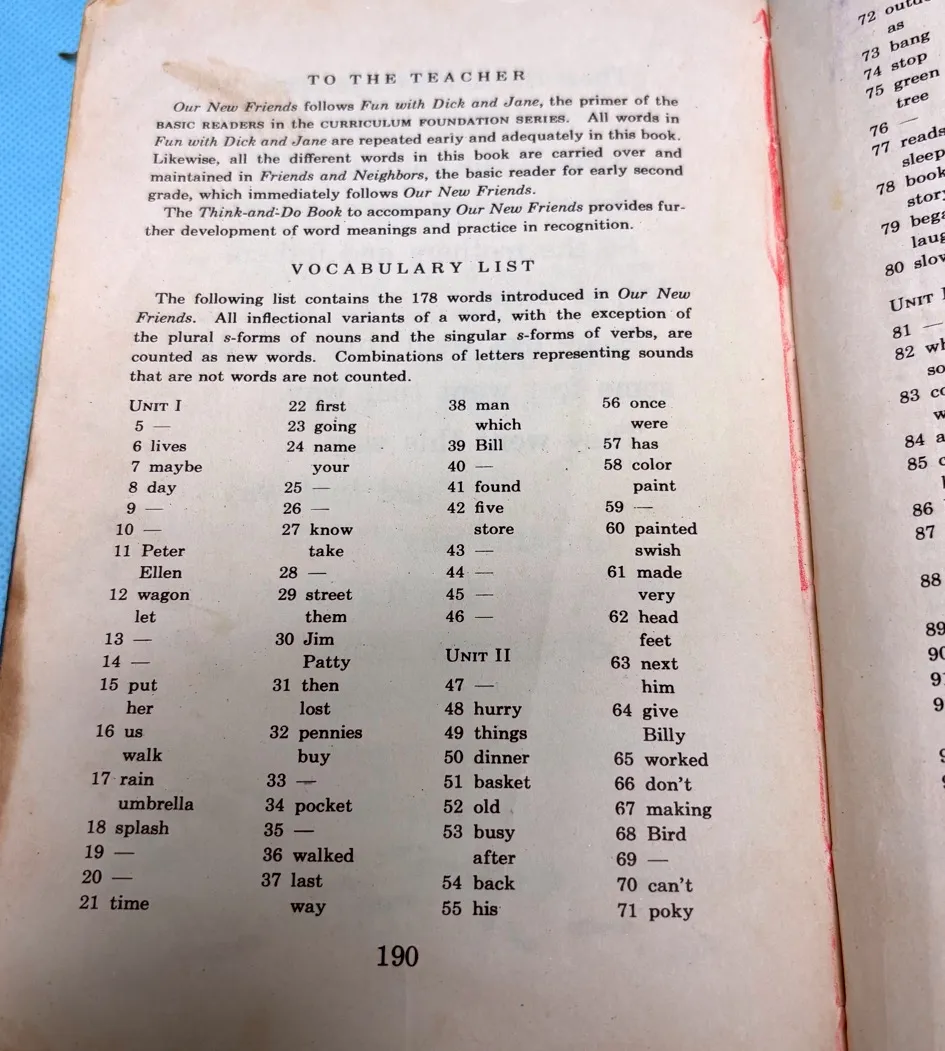 TO THE TEACHER
Our New Friends follows Fun with Dick and Jane, the primer of the
BASIC READERS in the CURRICULUM FOUNDATION SERIES. All words in
Fun with Dick and Jane are repeated early and adequately in this book.
Likewise, all the different words in this book are carried over and
maintained in Friends and Neighbors, the basic reader for early second
grade, which immediately follows Our New Friends.
The Think-and-Do Book to accompany Our New Friends provides fur-
ther development of word meanings and practice in recognition.
VOCABULARY LIST
The following list contains the 178 words introduced in Our New
Friends. All inflectional variants of a word, with the exception of
the plural s-forms of nouns and the singular s-forms of verbs, are
counted as new words. Combinations of letters representing sounds
that are not words are not counted.
UNIT I
5 —
6 lives
7 maybe
8 day
9 —
10 —
11 Peter
Ellen
12 wagon
let
13 —
14 —
15 put
her
16 us
walk
17 rain
umbrella
18 splash
19 —
20 —
21 time
22 first
23 going
24 name
your
25 —
26 —
27 know
take
28 —
29 street
them
30 Jim
Patty
31 then
lost
32 pennies
buy
33 —
34 pocket
35 —
36 walked
37 last
way
38 man
which
39 Bill
40 —
41 found
42 five
store
43 —
44 —
45 —
46 —
UNIT II
47 —
48 hurry
49 things
50 dinner
51 basket
52 old
53 busy
after
54 back
55 his
56 once
were
57 has
58 color
paint
59 —
60 painted
swish
61 made
very
62 head
feet
63 next
him
64 give
Billy
65 worked
66 don't
67 making
68 Bird
69 —
70 can't
71 poky
190
72
as
73 bang
74 stop
75 green
tree
76 —
77 reads
78 book
79
80
UNIT
81 —
82
83
84
85
86
87
88
89